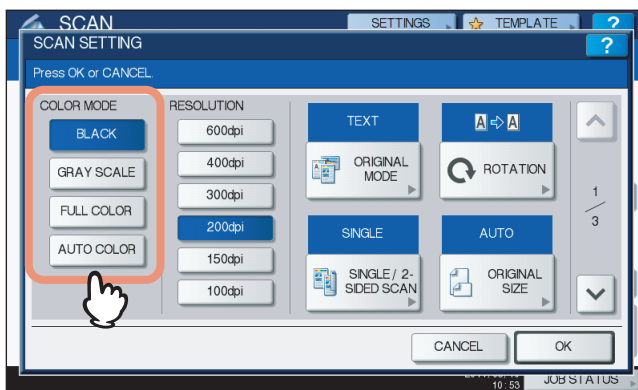 SCAN
SETTINGS
TEMPLATE
?
SCAN SETTING
?
Press OK or CANCEL.
COLOR MODE
BLACK
GRAY SCALE
FULL COLOR
AUTO COLOR
RESOLUTION
600dpi
400dpi
300dpi
200dpi
150dpi
100dpi
TEXT
ORIGINAL
MODE
A A
ROTATION
SINGLE
SINGLE / 2-
SIDED SCAN
AUTO
ORIGINAL
SIZE
1
3
CANCEL
OK
10:53
JOB STATUS